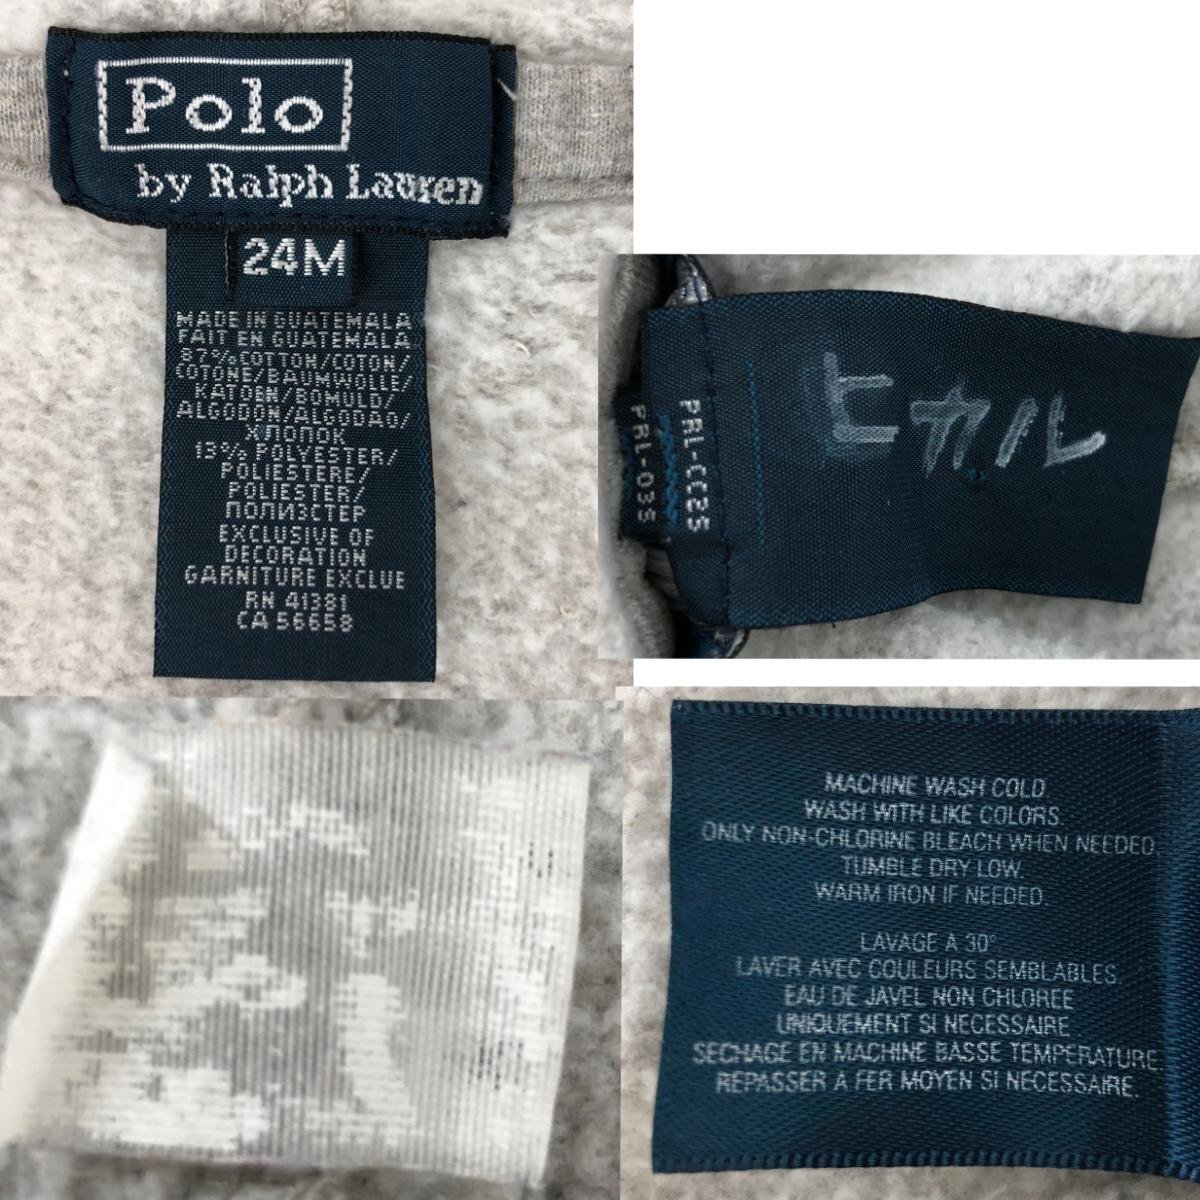 Polo
by Ralph Lauren
24M
MADE IN GUATEMALA
FAIT EN GUATEMALA
87% COTTON/COTON/
COTONE/BAUMWOLLE/
KATOEN/BOMULD/
ALGODON/ALGODAO/
ХЛОПОК
13% POLYESTER/
POLIESTERE/
POLIESTER/
ПОЛИЭСТЕР
EXCLUSIVE OF
DECORATION
GARNITURE EXCLUE
RN 41381
CA 56658
PRL-CC2S
PRL-03S
ヒカル
MACHINE WASH COLD.
WASH WITH LIKE COLORS.
ONLY NON-CHLORINE BLEACH WHEN NEEDED.
TUMBLE DRY LOW.
WARM IRON IF NEEDED.
LAVAGE A 30°
LAVER AVEC COULEURS SEMBLABLES.
EAU DE JAVEL NON CHLOREE
UNIQUEMENT SI NECESSAIRE.
SECHAGE EN MACHINE BASSE TEMPERATURE.
REPASSER A FER MOYEN SI NECESSAIRE.